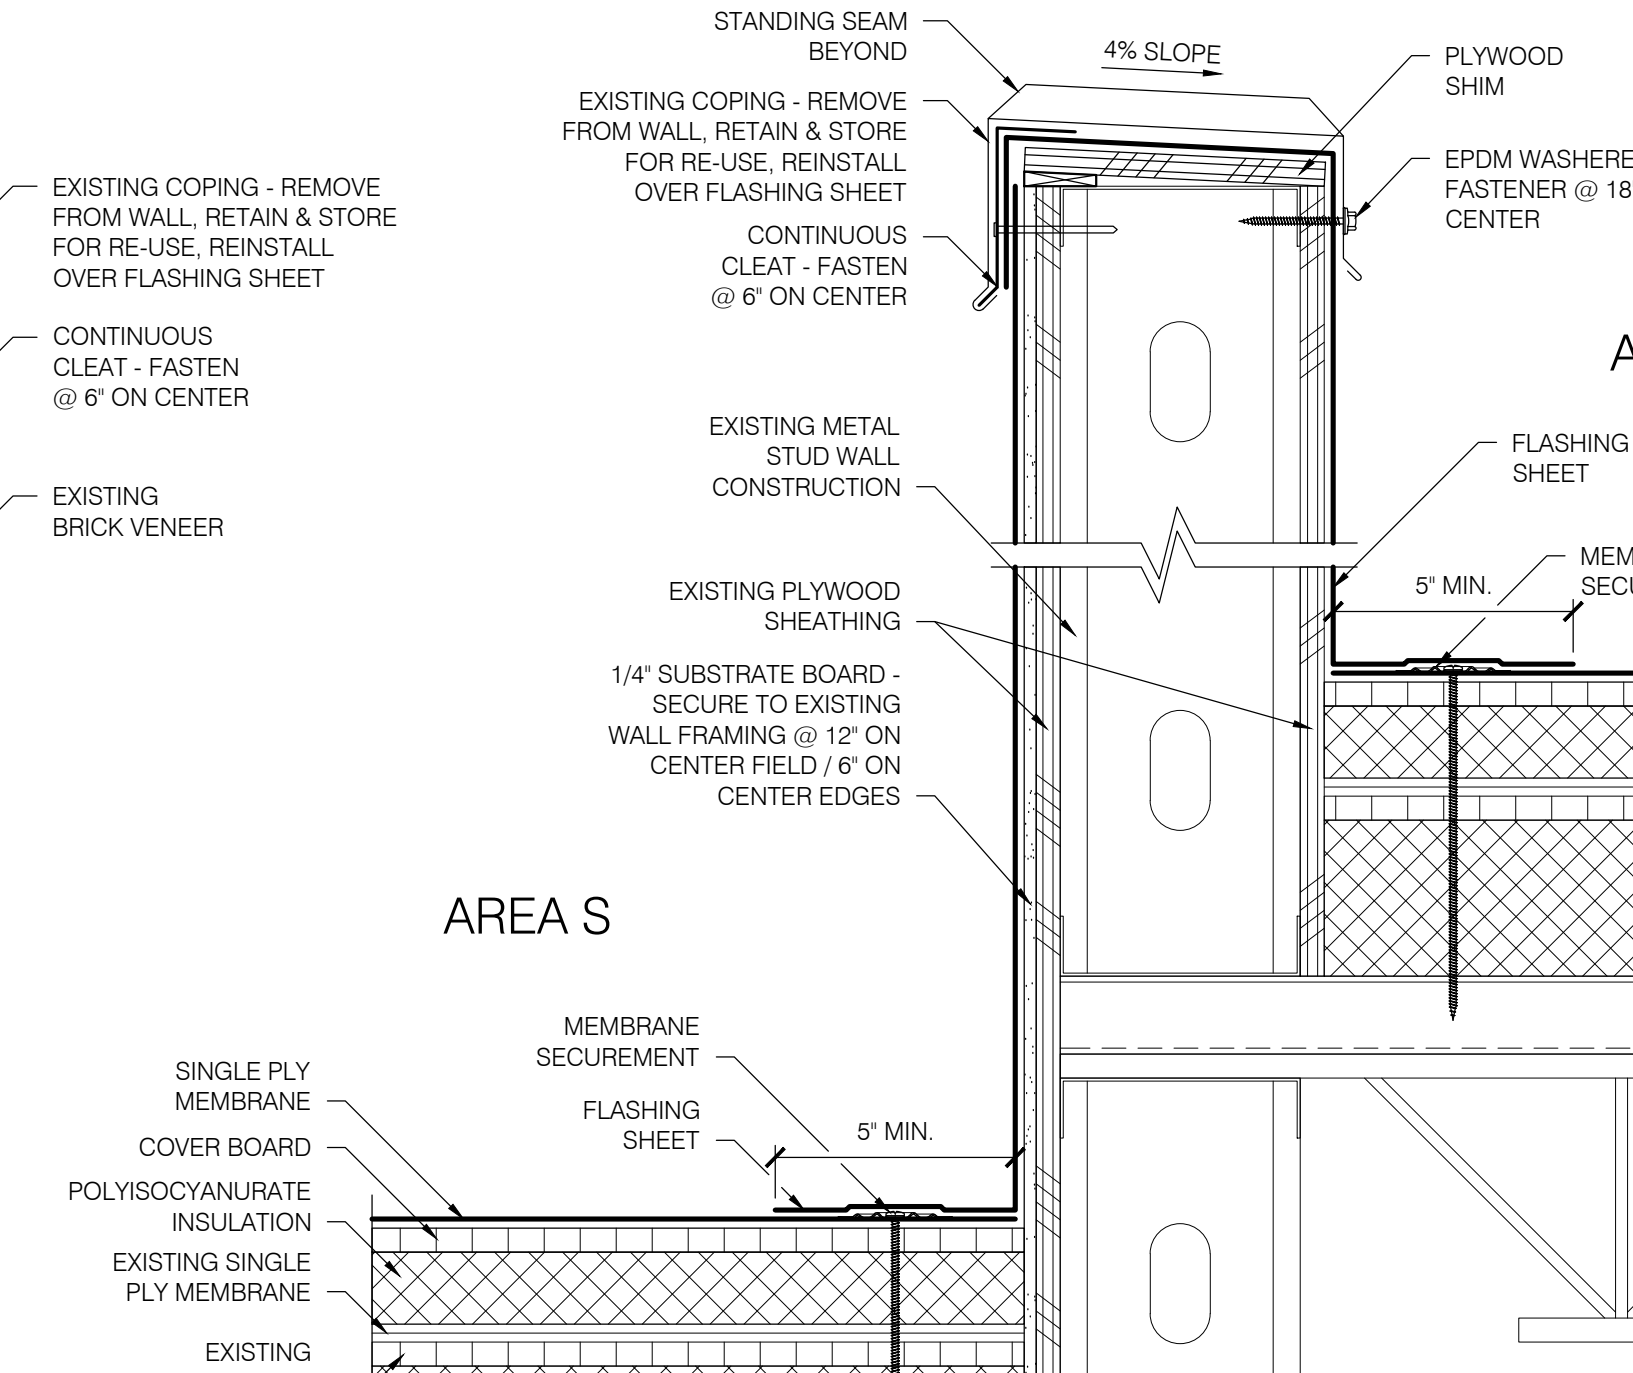 EXISTING COPING - REMOVE
FROM WALL, RETAIN & STORE
FOR RE-USE, REINSTALL
OVER FLASHING SHEET
CONTINUOUS
CLEAT - FASTEN
@ 6" ON CENTER
EXISTING
BRICK VENEER
STANDING SEAM
BEYOND
EXISTING COPING - REMOVE
FROM WALL, RETAIN & STORE
FOR RE-USE, REINSTALL
OVER FLASHING SHEET
CONTINUOUS
CLEAT - FASTEN
@ 6" ON CENTER
4% SLOPE
PLYWOOD
SHIM
EPDM
FASTENER @
CENTER
EXISTING METAL
STUD WALL
CONSTRUCTION
FLASHING
SHEET
5" MIN.
EXISTING PLYWOOD
SHEATHING
1/4" SUBSTRATE BOARD -
SECURE TO EXISTING
WALL FRAMING @ 12" ON
CENTER FIELD / 6" ON
CENTER EDGES
AREA S
MEMBRANE
SECUREMENT
FLASHING
SHEET
5" MIN.
SINGLE PLY
MEMBRANE
COVER BOARD
POLYISOCYANURATE
INSULATION
EXISTING SINGLE
PLY MEMBRANE
EXISTING